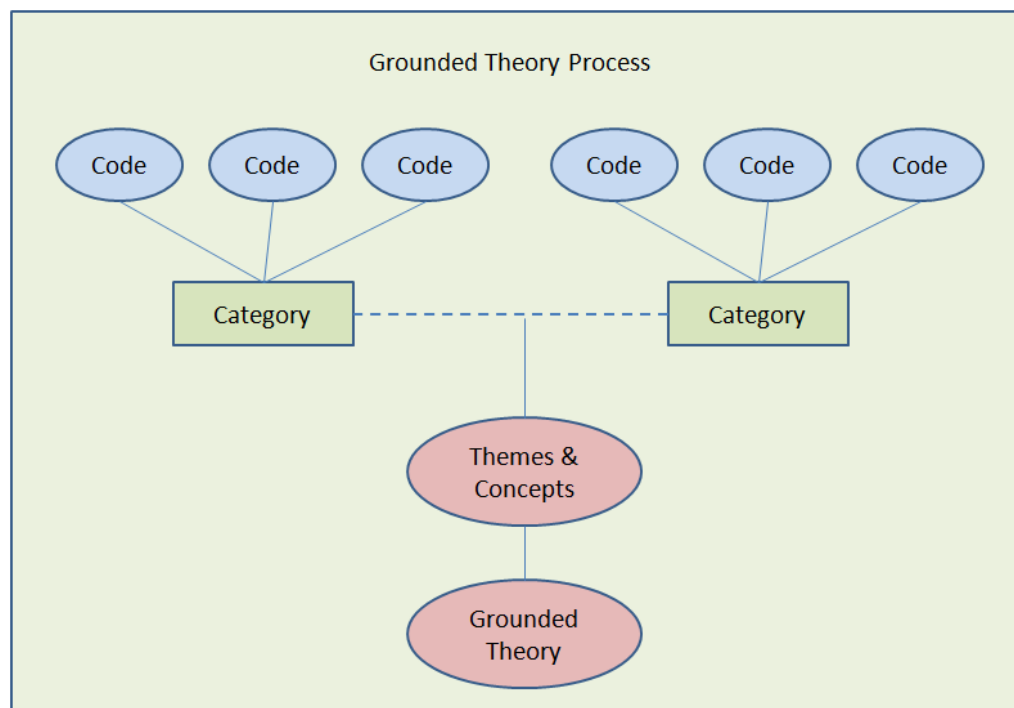 Grounded Theory Process
Code
Code
Code
Code
Code
Code
Category
Category
Themes &
Concepts
Grounded
Theory